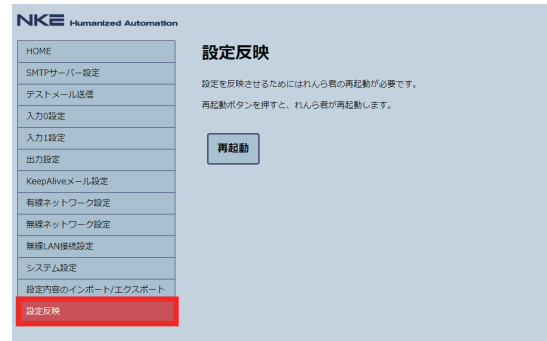 NKE Humanized Automation
HOME
SMTPサーバー設定
テストメール送信
入力0設定
入力1設定
出力設定
KeepAliveメール設定
有線ネットワーク設定
無線ネットワーク設定
無線LAN接続設定
システム設定
設定内容のインポート/エクスポート
設定反映
設定反映
設定を反映させるためにはれんら君の再起動が必要です。
再起動ボタンを押すと、れんら君が再起動します。
再起動